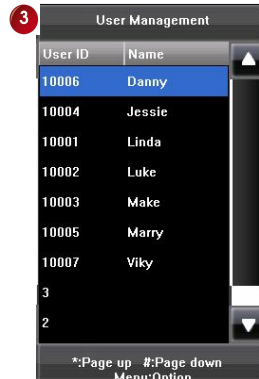 3
User Management
User ID Name
10006 Danny
10004 Jessie
10001 Linda
10002 Luke
10003 Make
10005 Marry
10007 Viky
3
2
*:Page up #:Page down
Menu:Option